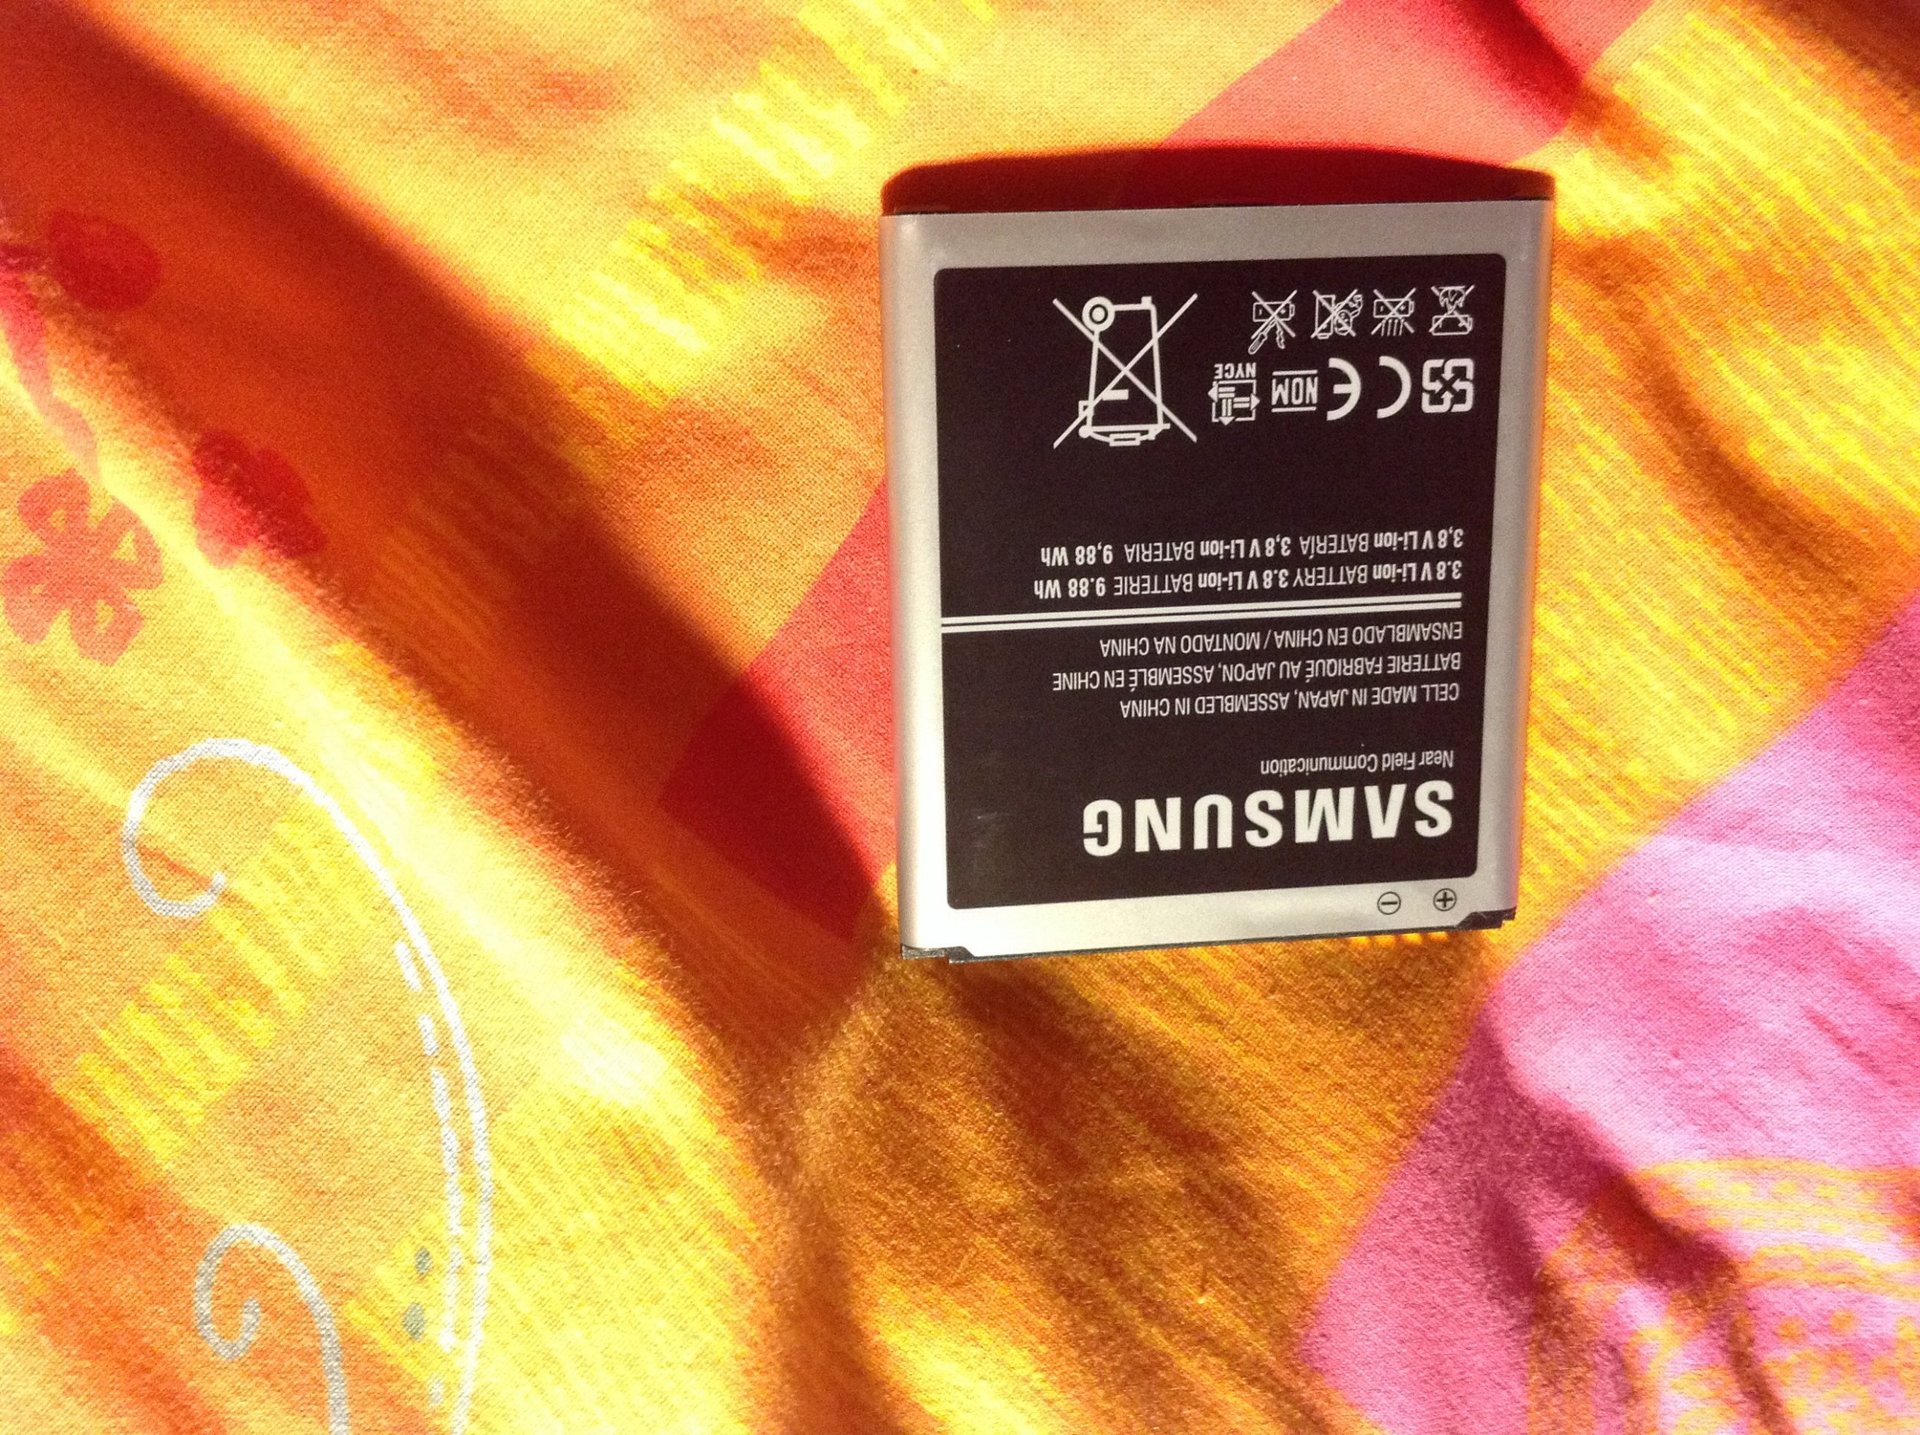 ⊕ ⊖
SAMSUNG
Near Field Communication
CELL MADE IN JAPAN, ASSEMBLED IN CHINA
BATTERIE FABRIQUÉ AU JAPON, ASSEMBLÉ EN CHINE
ENSAMBLADO EN CHINA / MONTADO NA CHINA
3.8 V Li-ion BATTERY 3.8 V Li-ion BATTERIE 9.88 Wh
3,8 V Li-ion BATERÍA 3,8 V Li-ion BATERIA 9,88 Wh
CE NOM NYCE